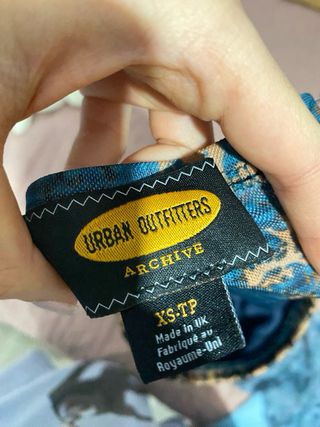 URBAN OUTFITTERS
ARCHIVE
XS-TP
Made in UK
Fabriqué au
Royaume-Uni